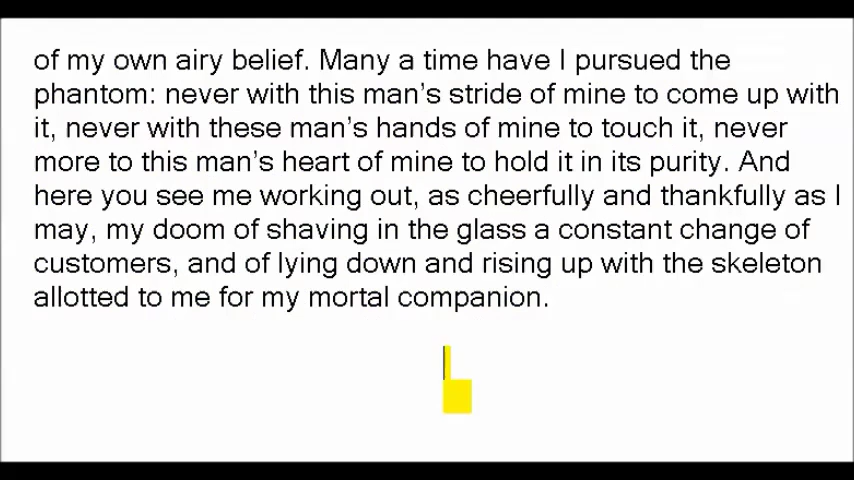 of my own airy belief. Many a time have I pursued the
phantom: never with this man’s stride of mine to come up with
it, never with these man’s hands of mine to touch it, never
more to this man’s heart of mine to hold it in its purity. And
here you see me working out, as cheerfully and thankfully as I
may, my doom of shaving in the glass a constant change of
customers, and of lying down and rising up with the skeleton
allotted to me for my mortal companion.